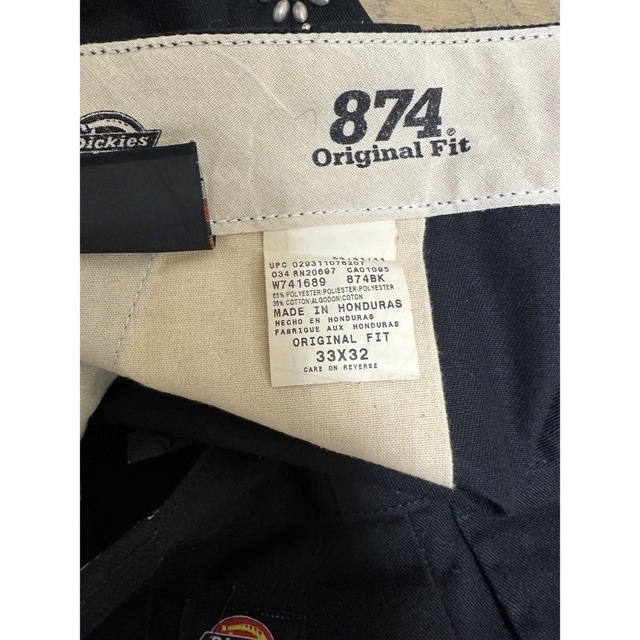 874®
Original Fit
Dickies
UPC 029311076207
034 RN20697 CA01095
W741689 874BK
65% POLYESTER/POLIESTER/POLYESTER
35% COTTON/ALGODON/COTON
MADE IN HONDURAS
HECHO EN HONDURAS
FABRIQUE AUX HONDURAS
ORIGINAL FIT
33X32
CARE ON REVERSE